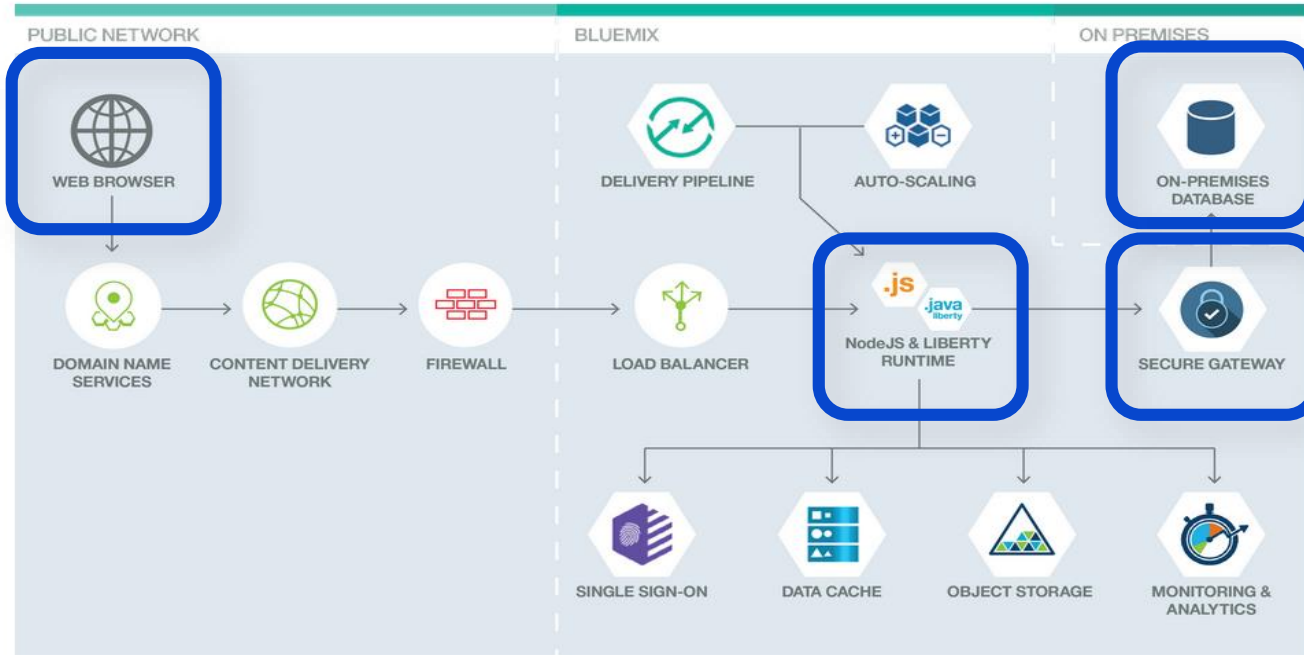 PUBLIC NETWORK
BLUEMIX
ON PREMISES
WEB BROWSER
DELIVERY PIPELINE
AUTO-SCALING
ON-PREMISES
DATABASE
DOMAIN NAME
SERVICES
CONTENT DELIVERY
NETWORK
FIREWALL
LOAD BALANCER
.js
.java
liberty
NodeJS & LIBERTY
RUNTIME
SECURE GATEWAY
SINGLE SIGN-ON
DATA CACHE
OBJECT STORAGE
MONITORING &
ANALYTICS